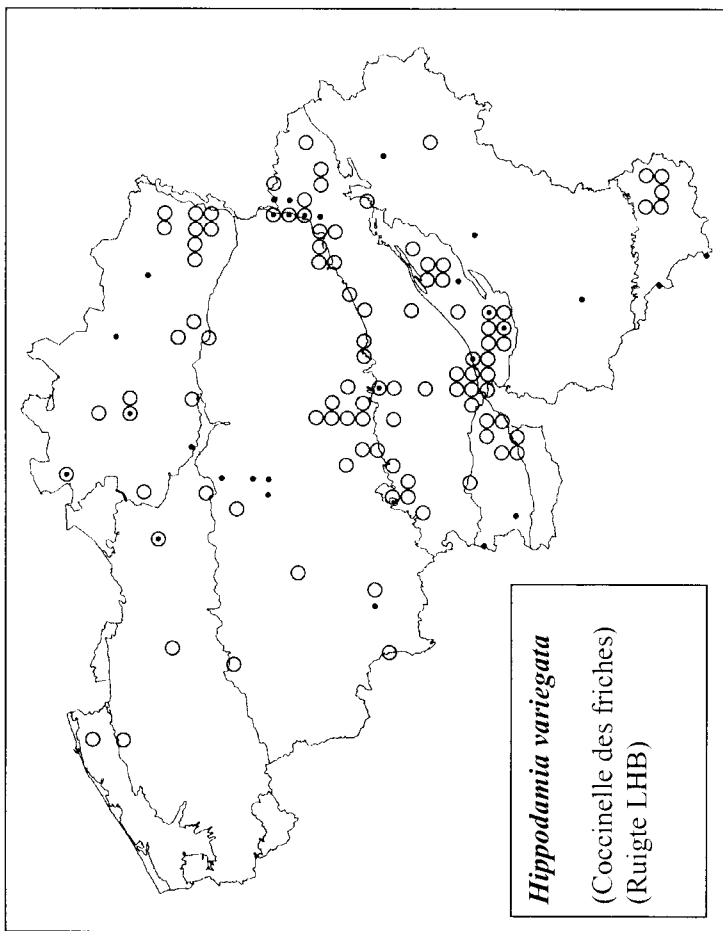 Hippodamia variegata
(Coccinelle des friches)
(Ruigte LHB)